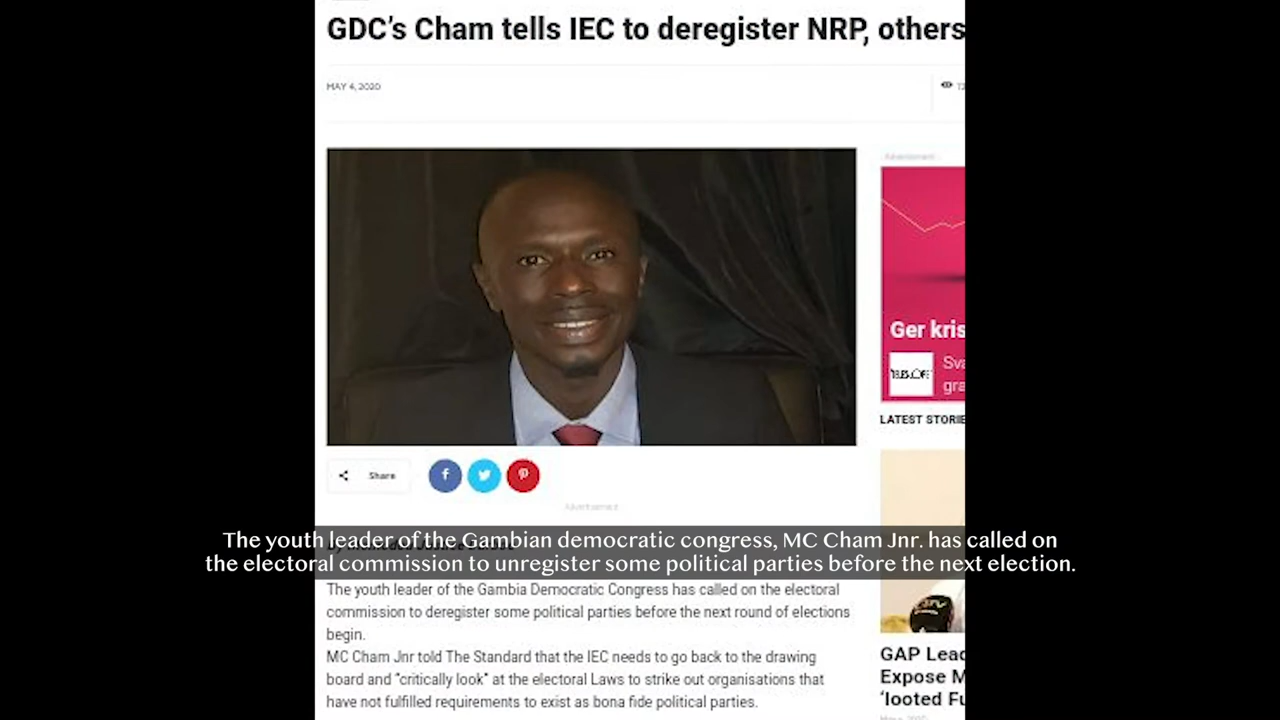 GDC's Cham tells IEC to deregister NRP, others
MAY 4, 2020
Advertisement
Ger kris
Sva
gra
LATEST STORIE
Share
Advertisement
The youth leader of the Gambian democratic congress, MC Cham Jnr. has called on
the electoral commission to unregister some political parties before the next election.
The youth leader of the Gambia Democratic Congress has called on the electoral
commission to deregister some political parties before the next round of elections
begin.
MC Cham Jnr told The Standard that the IEC needs to go back to the drawing
board and "critically look" at the electoral Laws to strike out organisations that
have not fulfilled requirements to exist as bona fide political parties.
GAP Leac
Expose M
'looted Fu